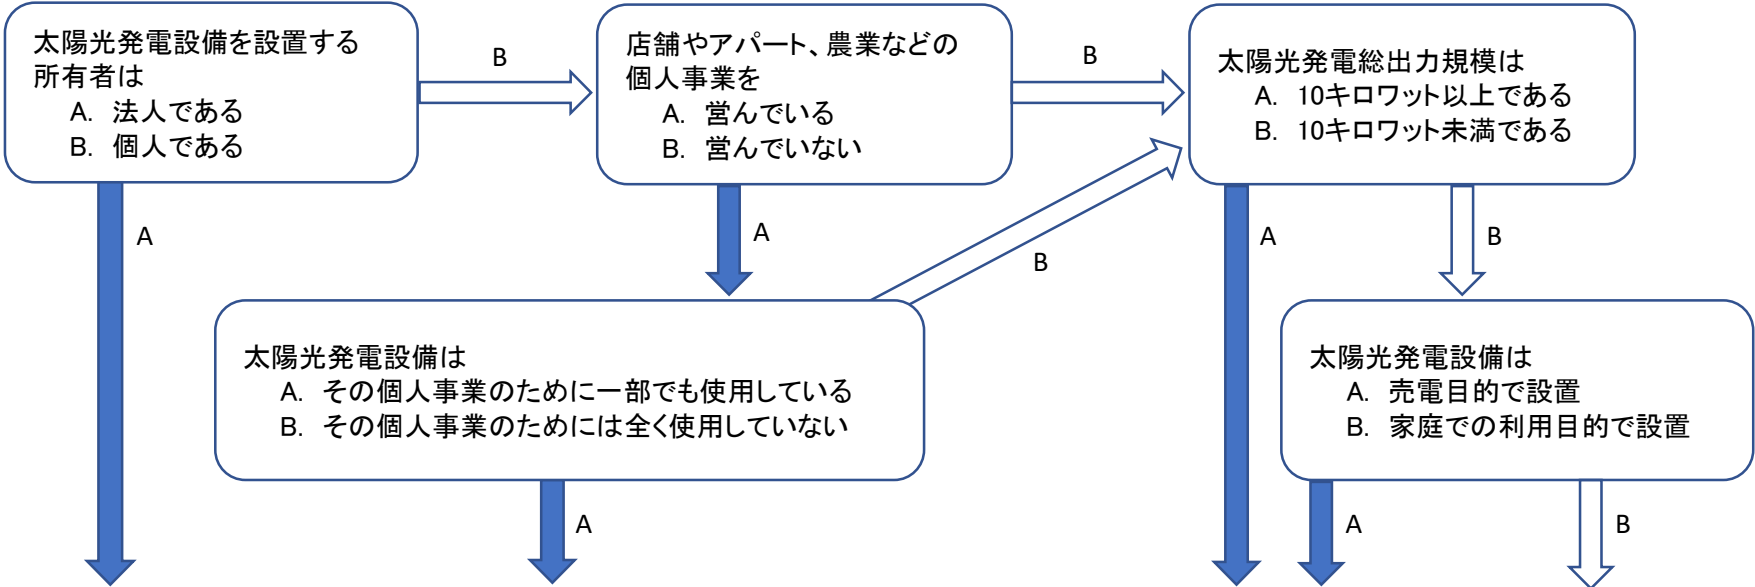 太陽光発電設備を設置する
所有者は
A. 法人である
B. 個人である
B
店舗やアパート、農業などの
個人事業を
A. 営んでいる
B. 営んでいない
B
太陽光発電総出力規模は
A. 10キロワット以上である
B. 10キロワット未満である
A
A
B
A
B
太陽光発電設備は
A. その個人事業のために一部でも使用している
B. その個人事業のためには全く使用していない
太陽光発電設備は
A. 売電目的で設置
B. 家庭での利用目的で設置
A
A
B